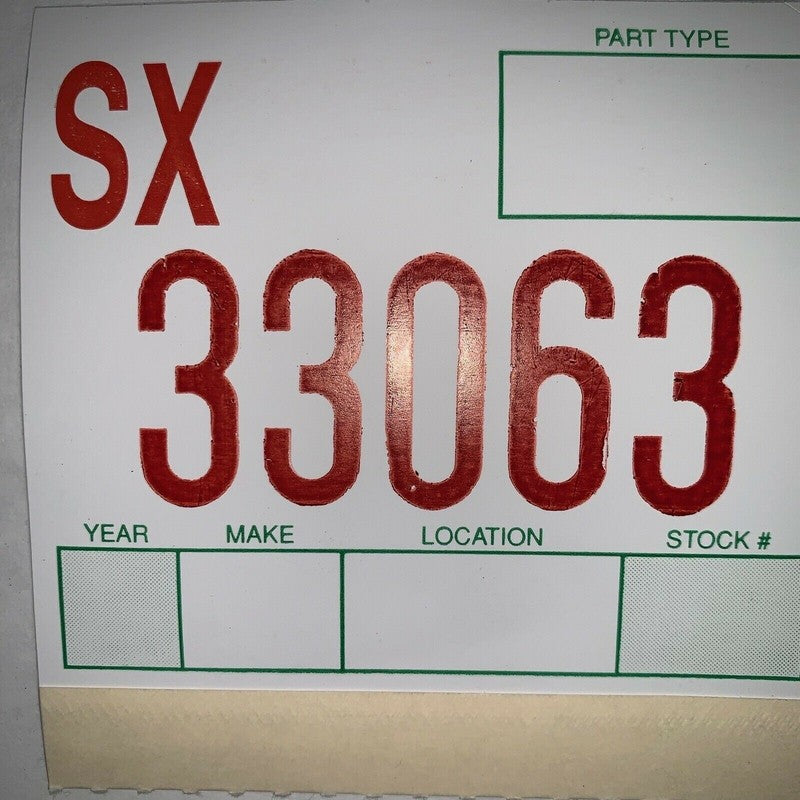 PART TYPE
SX
33063
YEAR MAKE LOCATION STOCK #